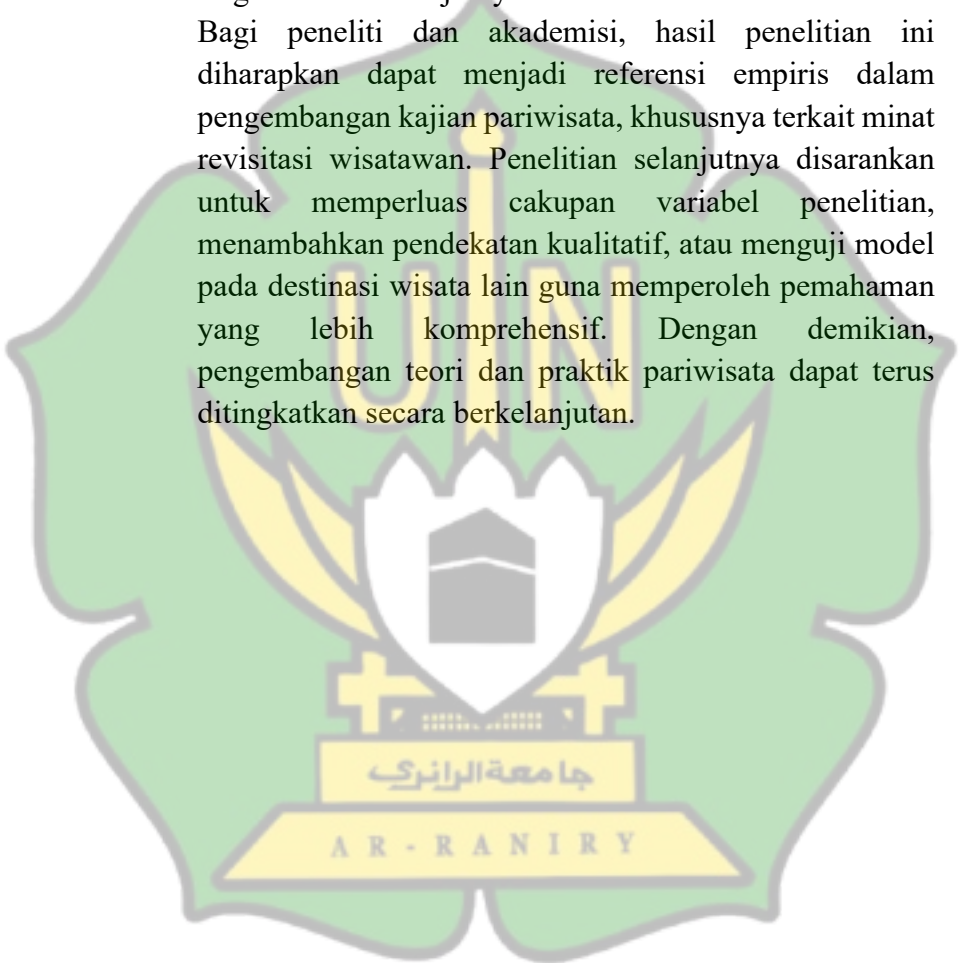 Bagi peneliti dan akademisi, hasil penelitian ini
diharapkan dapat menjadi referensi empiris dalam
pengembangan kajian pariwisata, khususnya terkait minat
revisitasi wisatawan. Penelitian selanjutnya disarankan
untuk memperluas cakupan variabel penelitian,
menambahkan pendekatan kualitatif, atau menguji model
pada destinasi wisata lain guna memperoleh pemahaman
yang lebih komprehensif. Dengan demikian,
pengembangan teori dan praktik pariwisata dapat terus
ditingkatkan secara berkelanjutan.
UIN
جامعة الرانري
AR-RANIRY